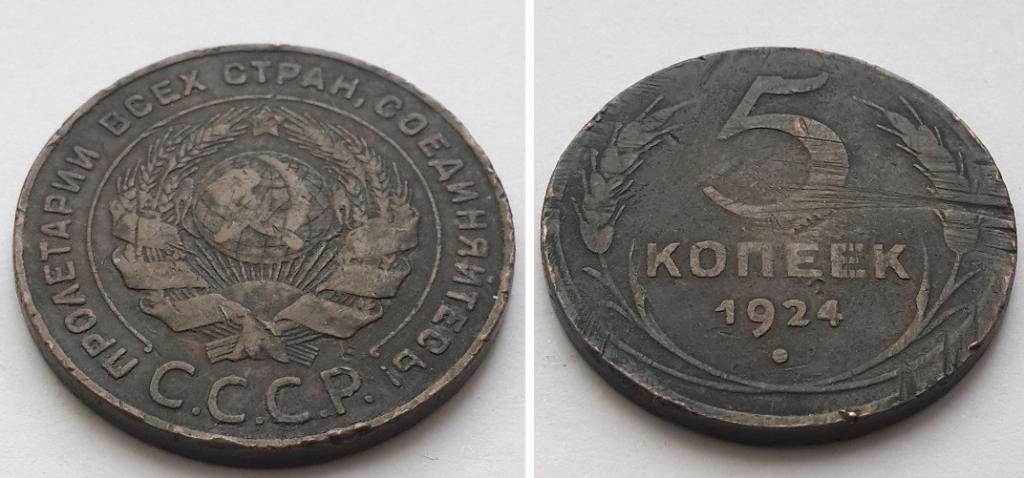 ПРОЛЕТАРИИ ВСЕХ СТРАН, СОЕДИНЯЙТЕСЬ!
С.С.С.Р.
5
КОПЕЕК
1924